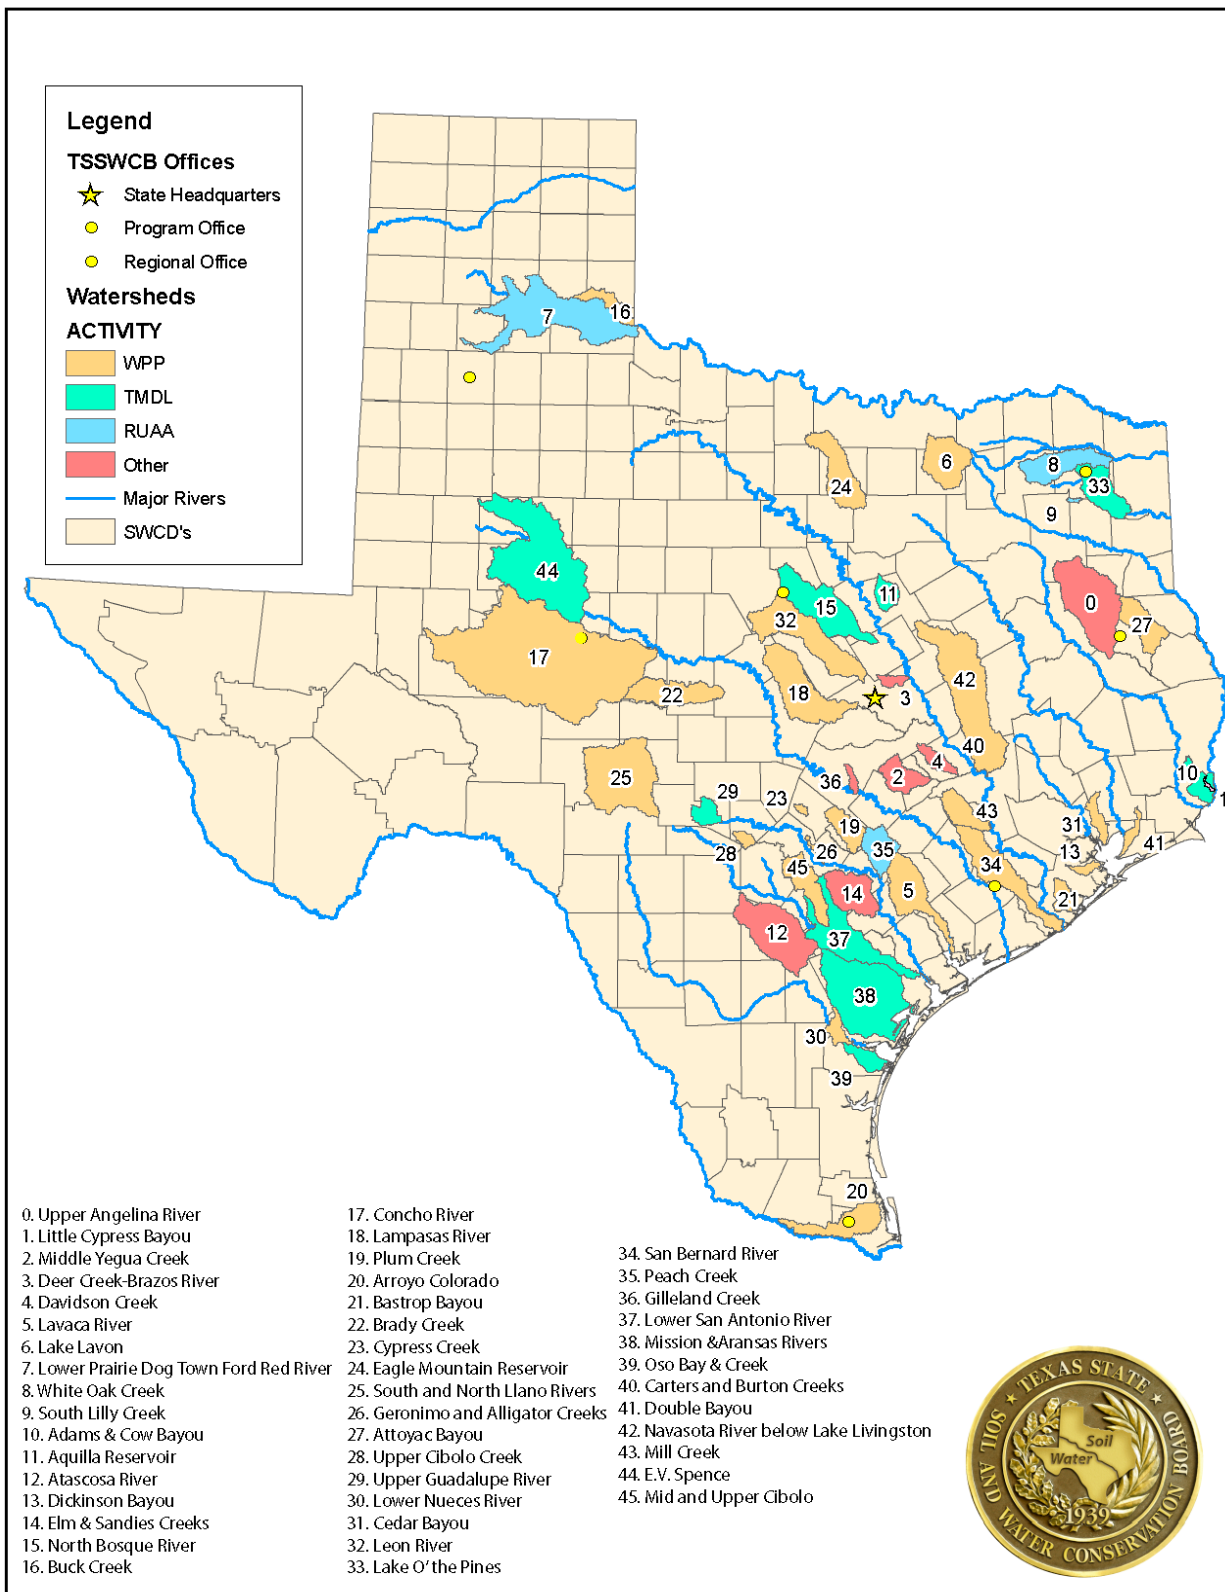 Legend
TSSWCB Offices
State Headquarters
Program Office
Regional Office
Watersheds
ACTIVITY
WPP
TMDL
RUAA
Other
Major Rivers
SWCD's
16
7
6
8
33
24
9
44
11
15
0
27
32
17
42
18
22
3
40
4
2
36
25
10
1
29
23
43
31
19
13
41
35
26
28
34
45
14
5
21
12
37
38
30
39
20
0. Upper Angelina River
1. Little Cypress Bayou
2. Middle Yegua Creek
3. Deer Creek-Brazos River
4. Davidson Creek
5. Lavaca River
6. Lake Lavon
7. Lower Prairie Dog Town Ford Red River
8. White Oak Creek
9. South Lilly Creek
10. Adams & Cow Bayou
11. Aquilla Reservoir
12. Atascosa River
13. Dickinson Bayou
14. Elm & Sandies Creeks
15. North Bosque River
16. Buck Creek
17. Concho River
18. Lampasas River
19. Plum Creek
20. Arroyo Colorado
21. Bastrop Bayou
22. Brady Creek
23. Cypress Creek
24. Eagle Mountain Reservoir
25. South and North Llano Rivers
26. Geronimo and Alligator Creeks
27. Attoyac Bayou
28. Upper Cibolo Creek
29. Upper Guadalupe River
30. Lower Nueces River
31. Cedar Bayou
32. Leon River
33. Lake O' the Pines
34. San Bernard River
35. Peach Creek
36. Gilleland Creek
37. Lower San Antonio River
38. Mission &Aransas Rivers
39. Oso Bay & Creek
40. Carters and Burton Creeks
41. Double Bayou
42. Navasota River below Lake Livingston
43. Mill Creek
44. E.V. Spence
45. Mid and Upper Cibolo
TEXAS STATE
SOIL AND WATER CONSERVATION BOARD
Soil
Water
1939